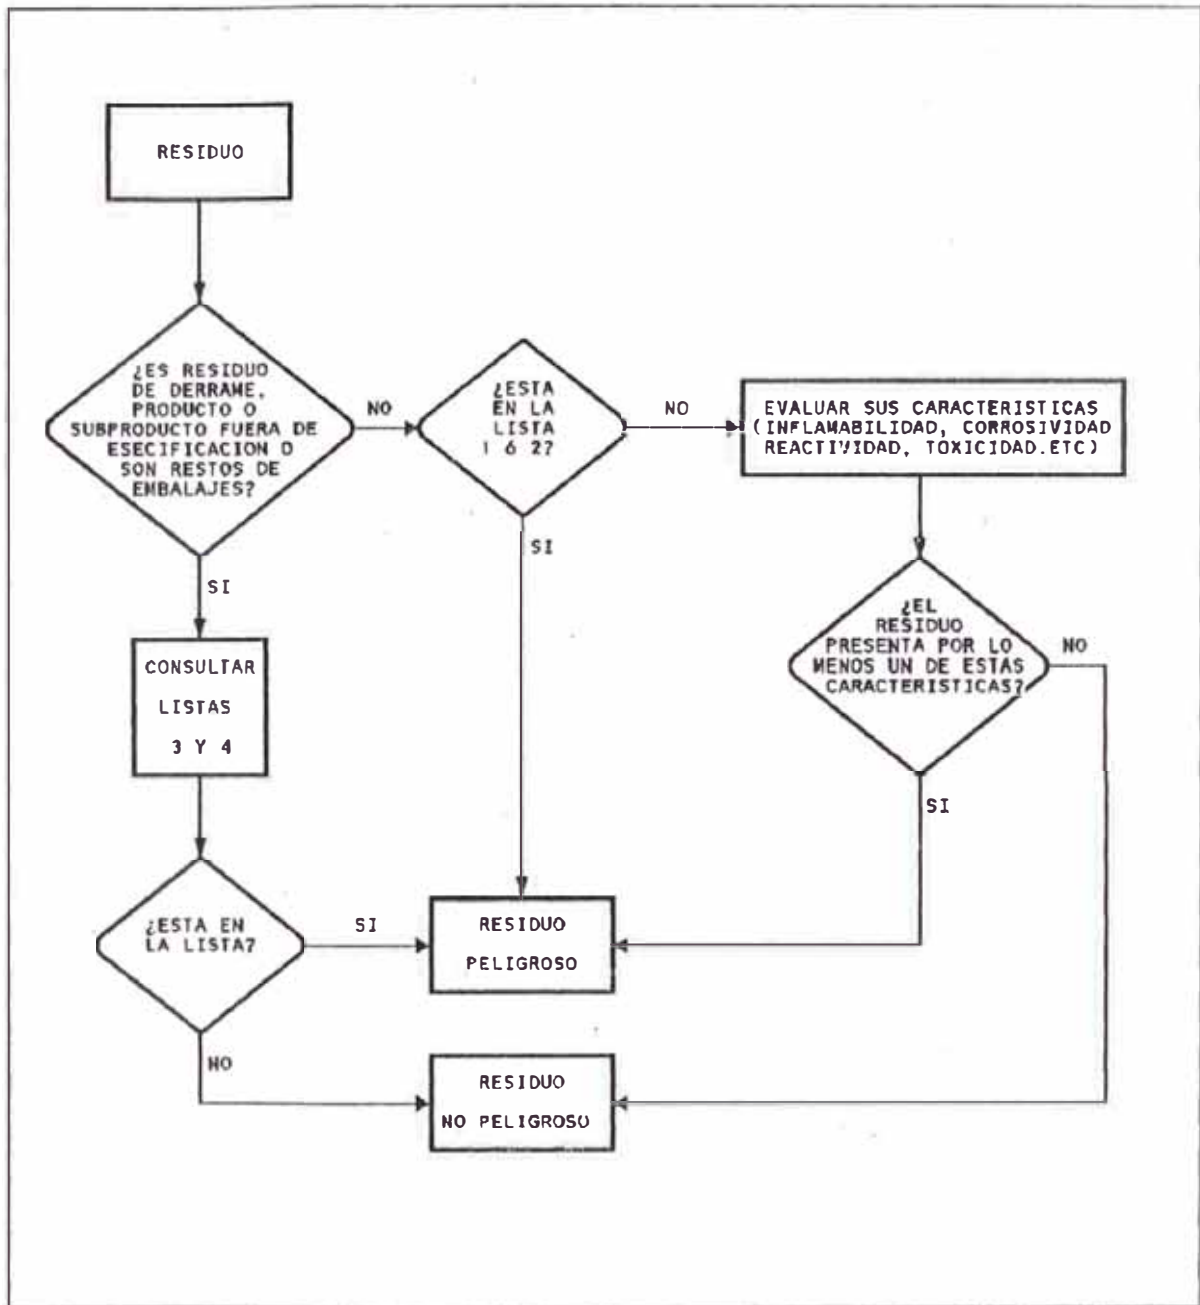 RESIDUO
¿ES RESIDUO
DE DERRAME,
PRODUCTO O
SUBPRODUCTO FUERA DE
ESECIFICACION O
SON RESTOS DE
EMBALAJES?
NO
¿ESTA
EN LA
LISTA
1 6 2?
NO
EVALUAR SUS CARACTERISTICAS
(INFLAMABILIDAD, CORROSIVIDAD
REACTIVIDAD, TOXICIDAD.ETC)
SI
SI
¿EL
RESIDUO
PRESENTA POR LO
MENOS UN DE ESTAS
CARACTERISTICAS?
NO
CONSULTAR
LISTAS
3 Y 4
SI
¿ESTA EN
LA LISTA?
SI
RESIDUO
PELIGROSO
NO
RESIDUO
NO PELIGROSO